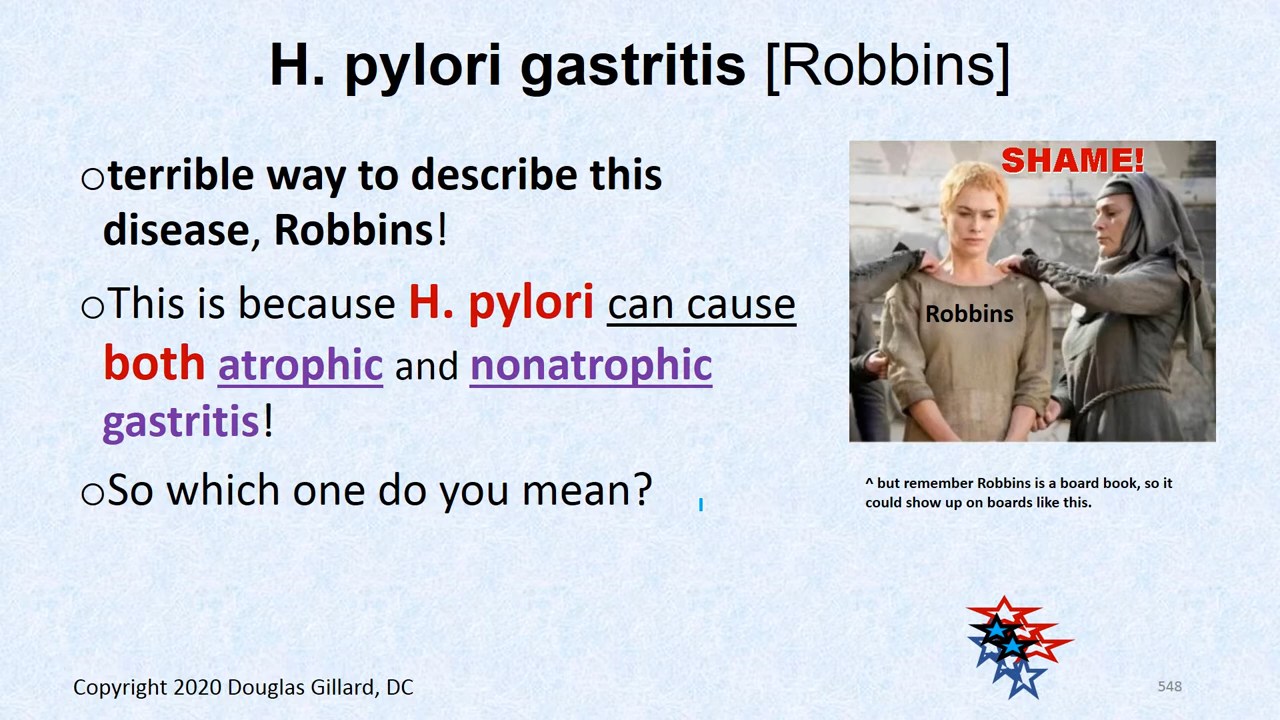 H. pylori gastritis [Robbins]
oterrible way to describe this
disease, Robbins!
oThis is because H. pylori can cause
both atrophic and nonatrophic
gastritis!
oSo which one do you mean?
SHAME!
Robbins
^ but remember Robbins is a board book, so it
could show up on boards like this.
Copyright 2020 Douglas Gillard, DC
548